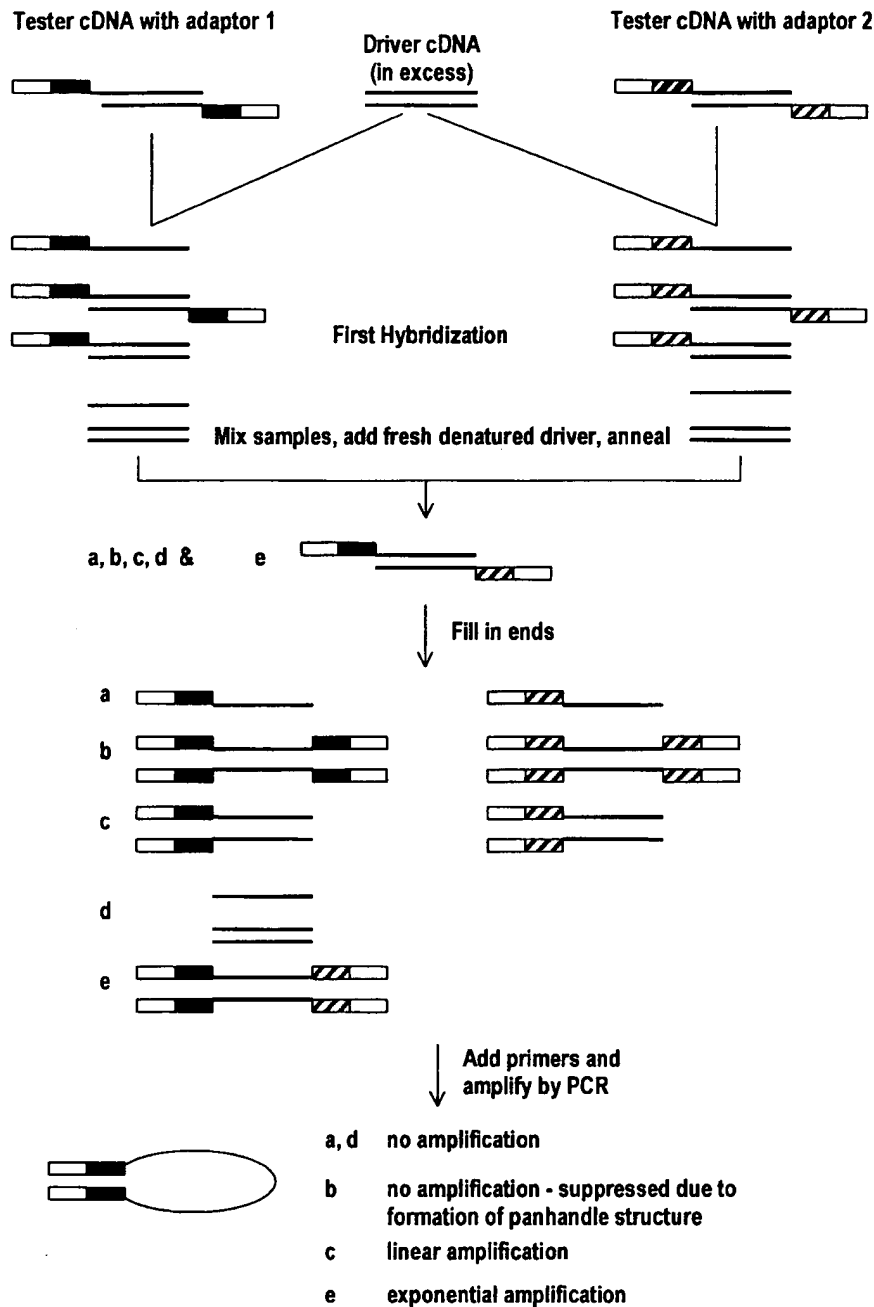 Tester cDNA with adaptor 1
Driver cDNA
(in excess)
Tester cDNA with adaptor 2
First Hybridization
Mix samples, add fresh denatured driver, anneal
a, b, c, d & e
Fill in ends
a
b
c
d
e
Add primers and
amplify by PCR
a, d no amplification
b no amplification - suppressed due to
formation of panhandle structure
c linear amplification
e exponential amplification